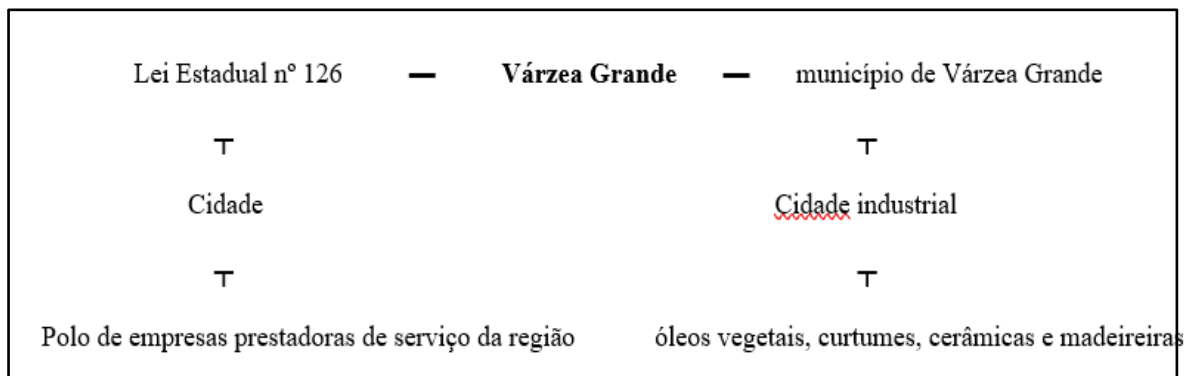 Lei Estadual nº 126 – Várzea Grande – município de Várzea Grande
┬ ┬
Cidade Cidade industrial
┬ ┬
Polo de empresas prestadoras de serviço da região óleos vegetais, curtumes, cerâmicas e madeireiras